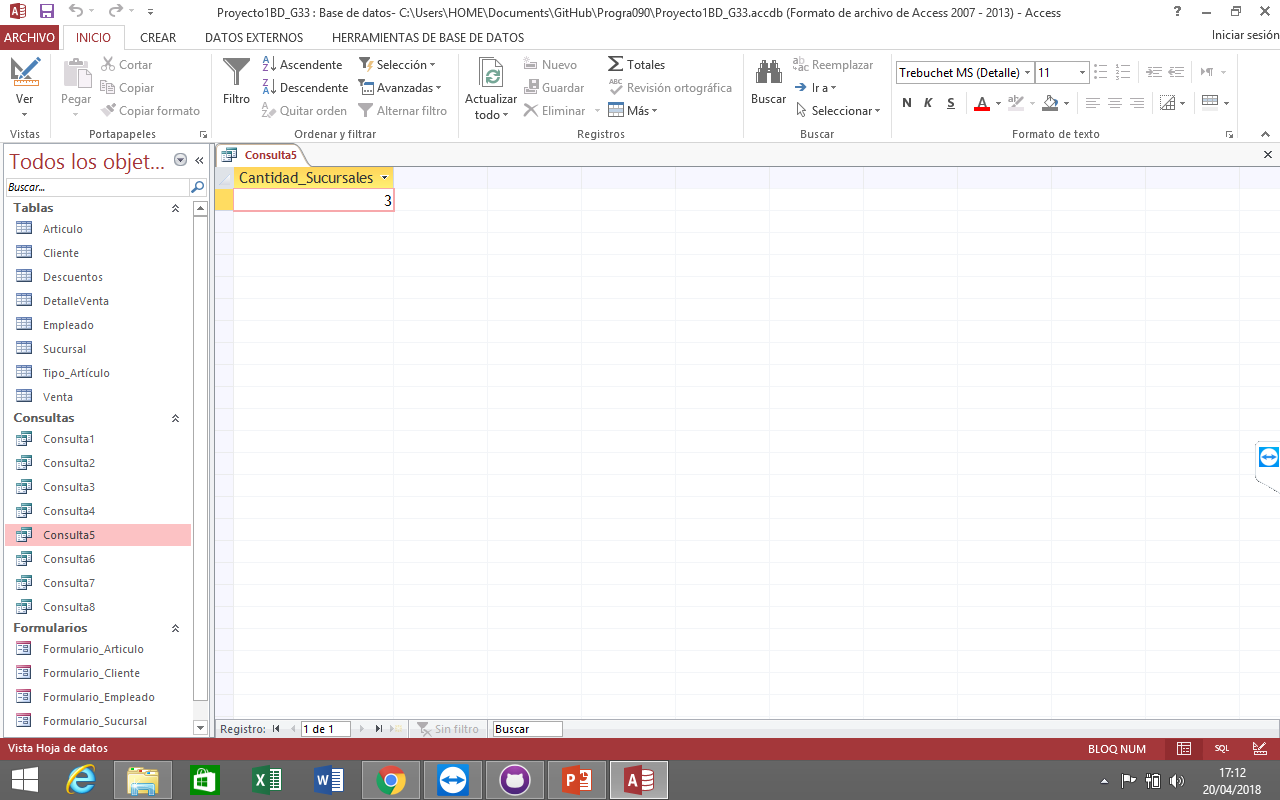 Proyecto1BD_G33 : Base de datos- C:\Users\HOME\Documents\GitHub\Progra090\Proyecto1BD_G33.accdb (Formato de archivo de Access 2007 - 2013) - Access
ARCHIVO INICIO CREAR DATOS EXTERNOS HERRAMIENTAS DE BASE DE DATOS Iniciar sesión
Ver
Vistas
Pegar
Cortar
Copiar
Copiar formato
Portapapeles
Filtro
Ascendente
Descendente
Quitar orden
Selección
Avanzadas
Alternar filtro
Ordenar y filtrar
Actualizar
todo
Nuevo
Guardar
Eliminar
Totales
Revisión ortográfica
Más
Registros
Buscar
Reemplazar
Ir a
Seleccionar
Buscar
Trebuchet MS (Detalle) 11
N K S A
Formato de texto
Todos los objet...
Buscar...
Tablas
Articulo
Cliente
Descuentos
DetalleVenta
Empleado
Sucursal
Tipo_Artículo
Venta
Consultas
Consulta1
Consulta2
Consulta3
Consulta4
Consulta5
Consulta6
Consulta7
Consulta8
Formularios
Formulario_Articulo
Formulario_Cliente
Formulario_Empleado
Formulario_Sucursal
Consulta5
Cantidad_Sucursales
3
Registro: 1 de 1 Sin filtro Buscar
Vista Hoja de datos BLOQ NUM SQL
17:12
20/04/2018